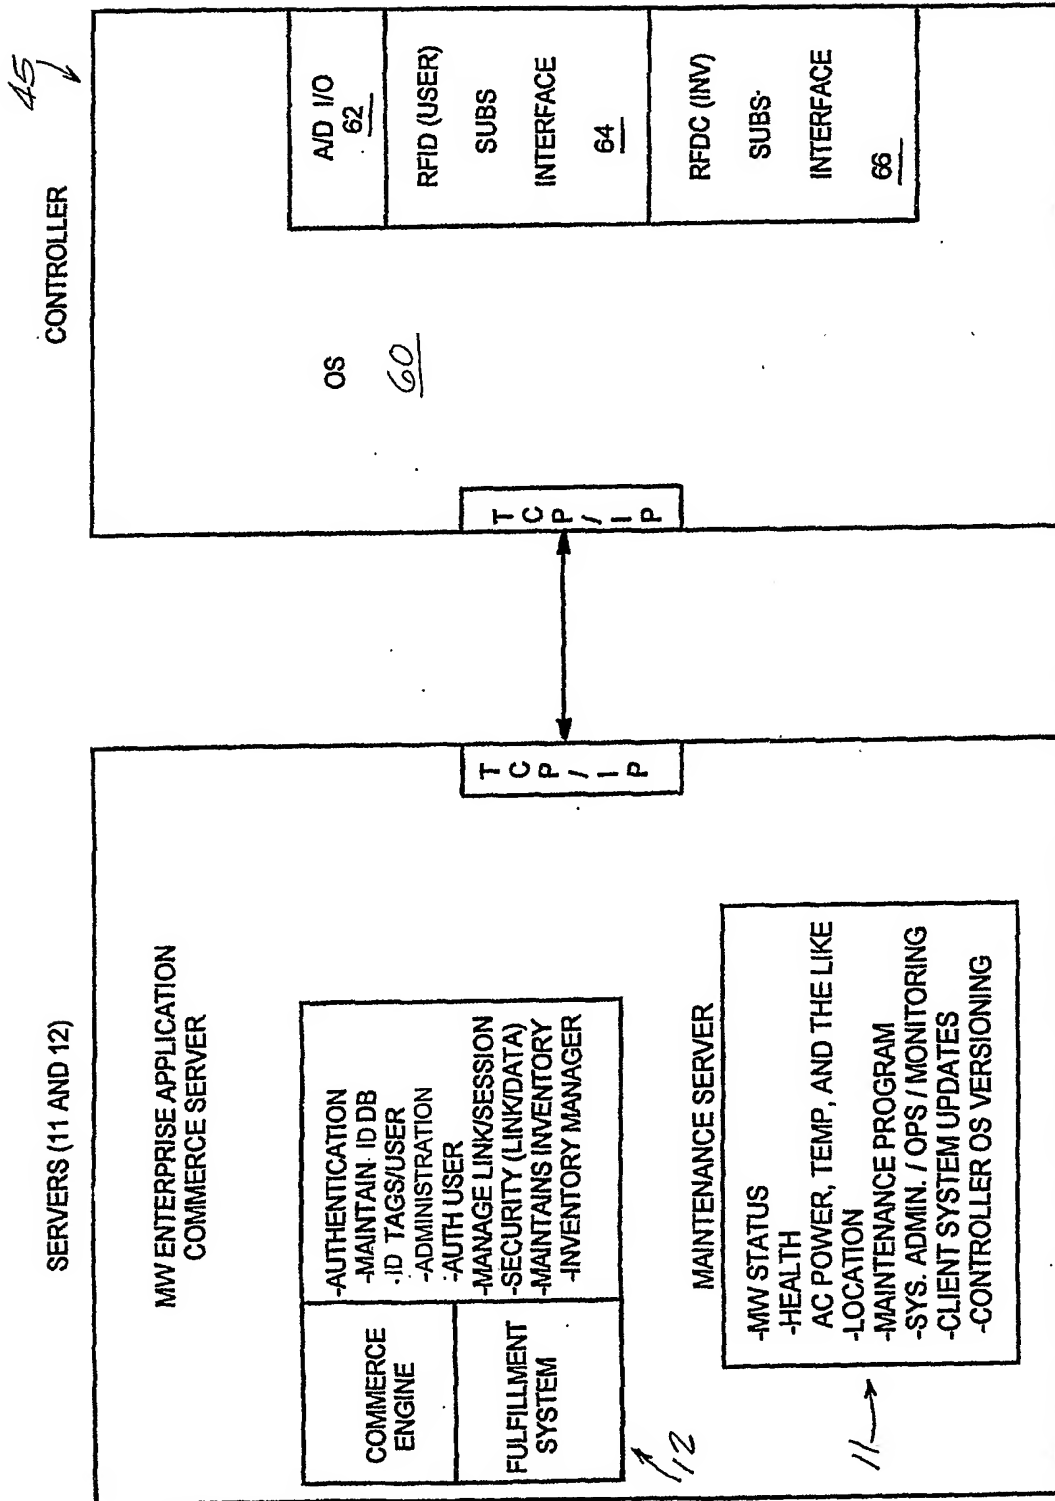 SERVERS (11 AND 12)
MW ENTERPRISE APPLICATION
COMMERCE SERVER
COMMERCE
ENGINE
FULFILLMENT
SYSTEM
-AUTHENTICATION
-MAINTAIN ID DB
-ID TAGS/USER
-ADMINISTRATION
-AUTH USER
-MANAGE LINK/SESSION
-SECURITY (LINK/DATA)
-MAINTAINS INVENTORY
-INVENTORY MANAGER
12
MAINTENANCE SERVER
-MW STATUS
-HEALTH
AC POWER, TEMP, AND THE LIKE
-LOCATION
-MAINTENANCE PROGRAM
-SYS. ADMIN. / OPS / MONITORING
-CLIENT SYSTEM UPDATES
-CONTROLLER OS VERSIONING
11
TCP/IP
TCP/IP
CONTROLLER
45
OS
60
A/D I/O
62
RFID (USER)
SUBS
INTERFACE
64
RFDC (INV)
SUBS-
INTERFACE
66